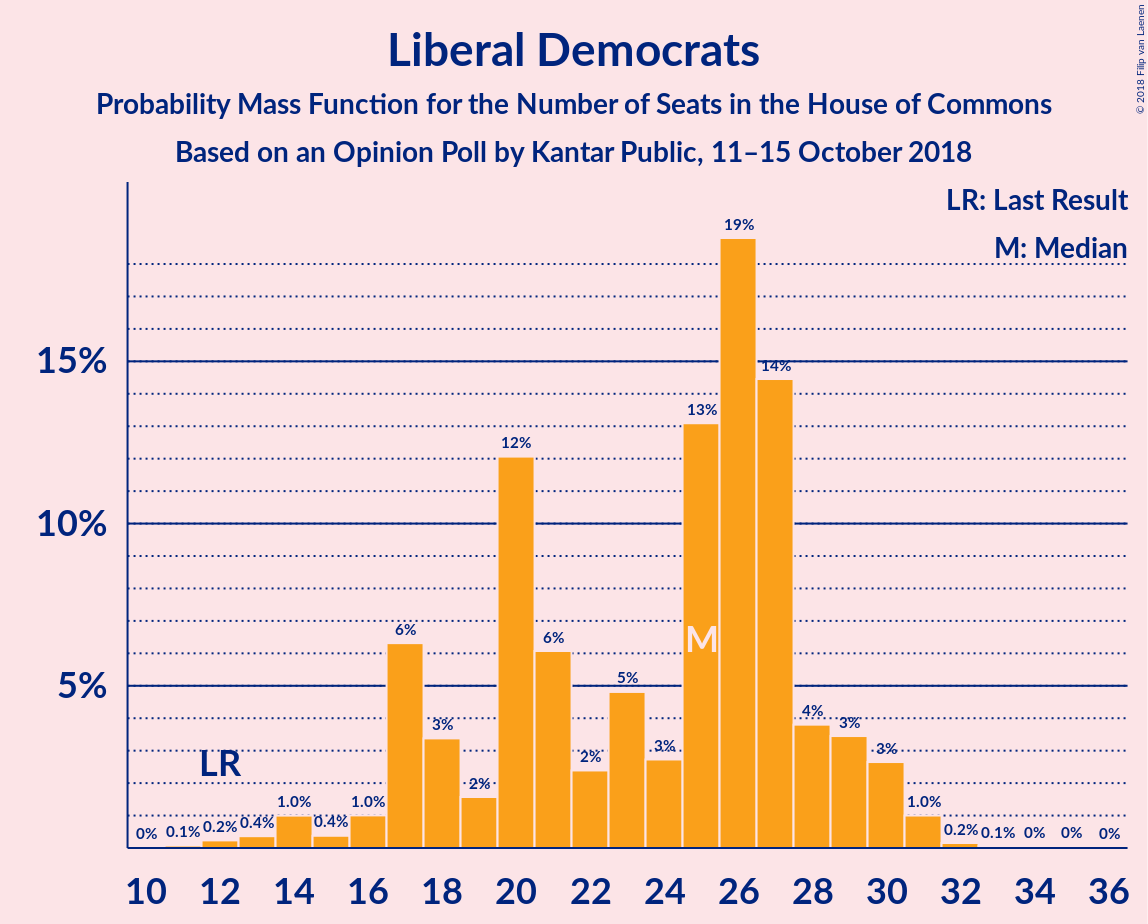 Liberal Democrats
Probability Mass Function for the Number of Seats in the House of Commons
Based on an Opinion Poll by Kantar Public, 11–15 October 2018
© 2018 Filip van Laenen
LR: Last Result
M: Median
15%
10%
5%
0% 0.1% 0.2% 0.4% 1.0% 0.4% 1.0% 6% 3% 2% 12% 6% 2% 5% 3% 13% 19% 14% 4% 3% 3% 1.0% 0.2% 0.1% 0% 0% 0%
LR
M
10 12 14 16 18 20 22 24 26 28 30 32 34 36